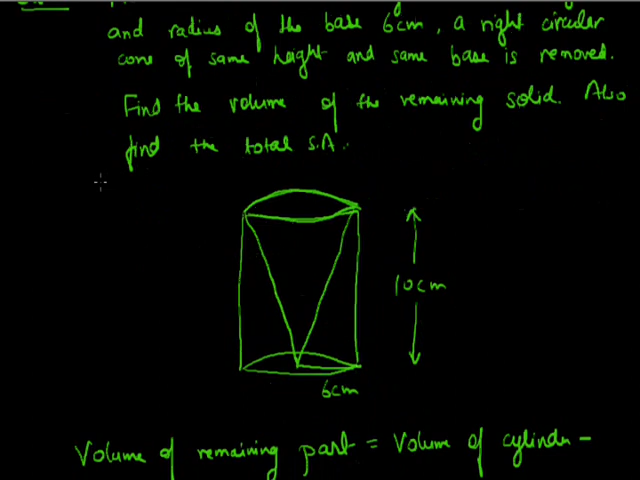 and radius of the base 6cm, a right circular
cone of same height and same base is removed.
Find the volume of the remaining solid. Also
find the total S.A.
10cm
6cm
Volume of remaining part = Volume of cylinder -